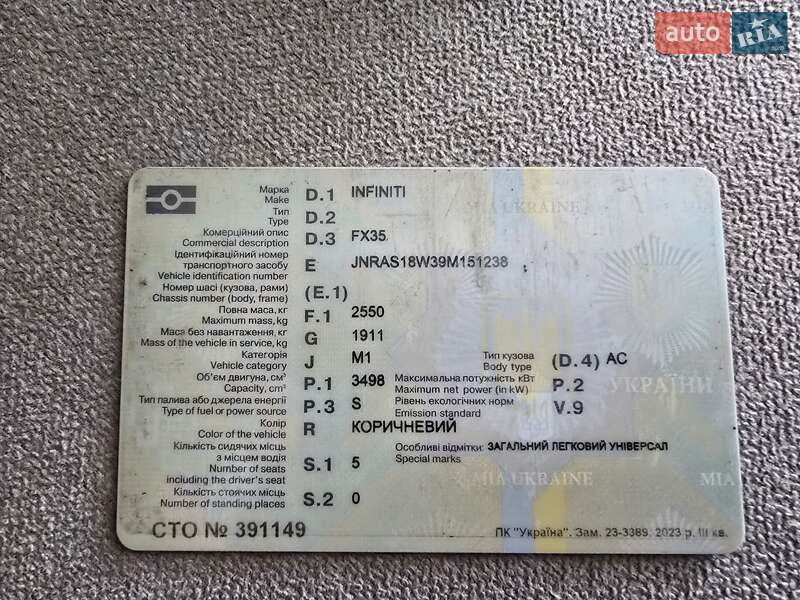 auto RIA
Марка
Make D.1 INFINITI
Тип
Type D.2
Комерційний опис
Commercial description D.3 FX35
Ідентифікаційний номер
транспортного засобу
Vehicle identification number E JNRAS18W39M151238
Номер шасі (кузова, рами)
Chassis number (body, frame) (E.1)
Повна маса, кг
Maximum mass, kg F.1 2550
Маса без навантаження, кг
Mass of the vehicle in service, kg G 1911
Категорія
Vehicle category J M1
Тип кузова
Body type (D.4) AC
Об'єм двигуна, см³
Capacity, cm³ P.1 3498
Максимальна потужність кВт
Maximum net power (in kW) P.2
Тип палива або джерела енергії
Type of fuel or power source P.3 S
Рівень екологічних норм
Emission standard V.9
Колір
Color of the vehicle R КОРИЧНЕВИЙ
Кількість сидячих місць
з місцем водія
Number of seats
including the driver's seat S.1 5
Особливі відмітки: ЗАГАЛЬНИЙ ЛЕГКОВИЙ УНІВЕРСАЛ
Special marks
Кількість стоячих місць
Number of standing places S.2 0
СТО № 391149
ПК "Україна". Зам. 23-3389. 2023 р. III кв.
MIA UKRAINE
УКРАЇНИ
MIA UKRAINE
MIA